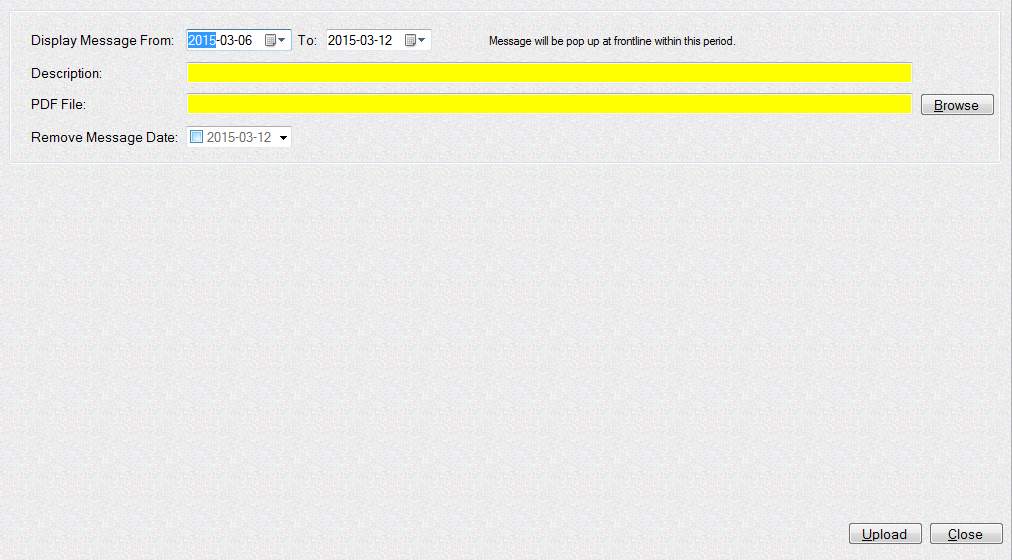 Display Message From: 2015-03-06 To: 2015-03-12 Message will be pop up at frontline within this period.
Description:
PDF File: Browse
Remove Message Date: 2015-03-12
Upload Close